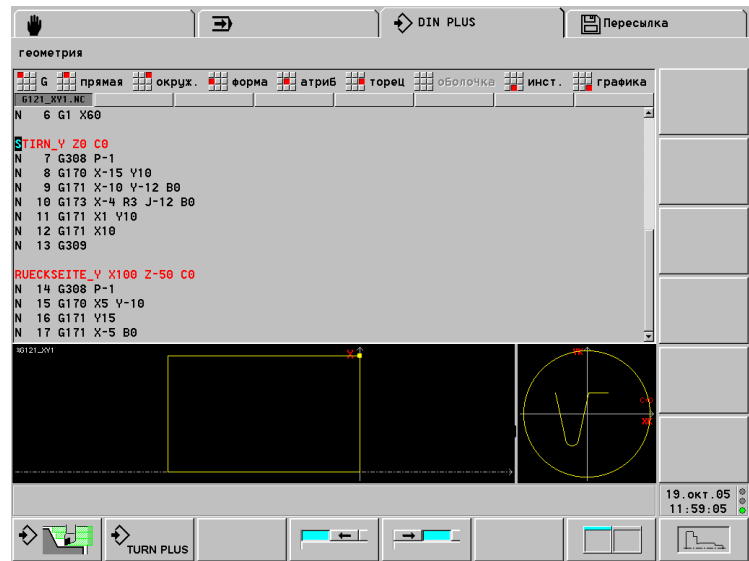 DIN PLUS Пересылка
геометрия
G прямая окруж. форма атриб торец оболочка инст. графика
G121_XY1.NC
N 6 G1 X60
STIRN_Y Z0 C0
N 7 G308 P-1
N 8 G170 X-15 Y10
N 9 G171 X-10 Y-12 B0
N 10 G173 X-4 R3 J-12 B0
N 11 G171 X1 Y10
N 12 G171 X10
N 13 G309
RUECKSEITE_Y X100 Z-50 C0
N 14 G308 P-1
N 15 G170 X5 Y-10
N 16 G171 Y15
N 17 G171 X-5 B0
%G121_XY1
X
YK
XK
19.окт.05
11:59:05
TURN PLUS